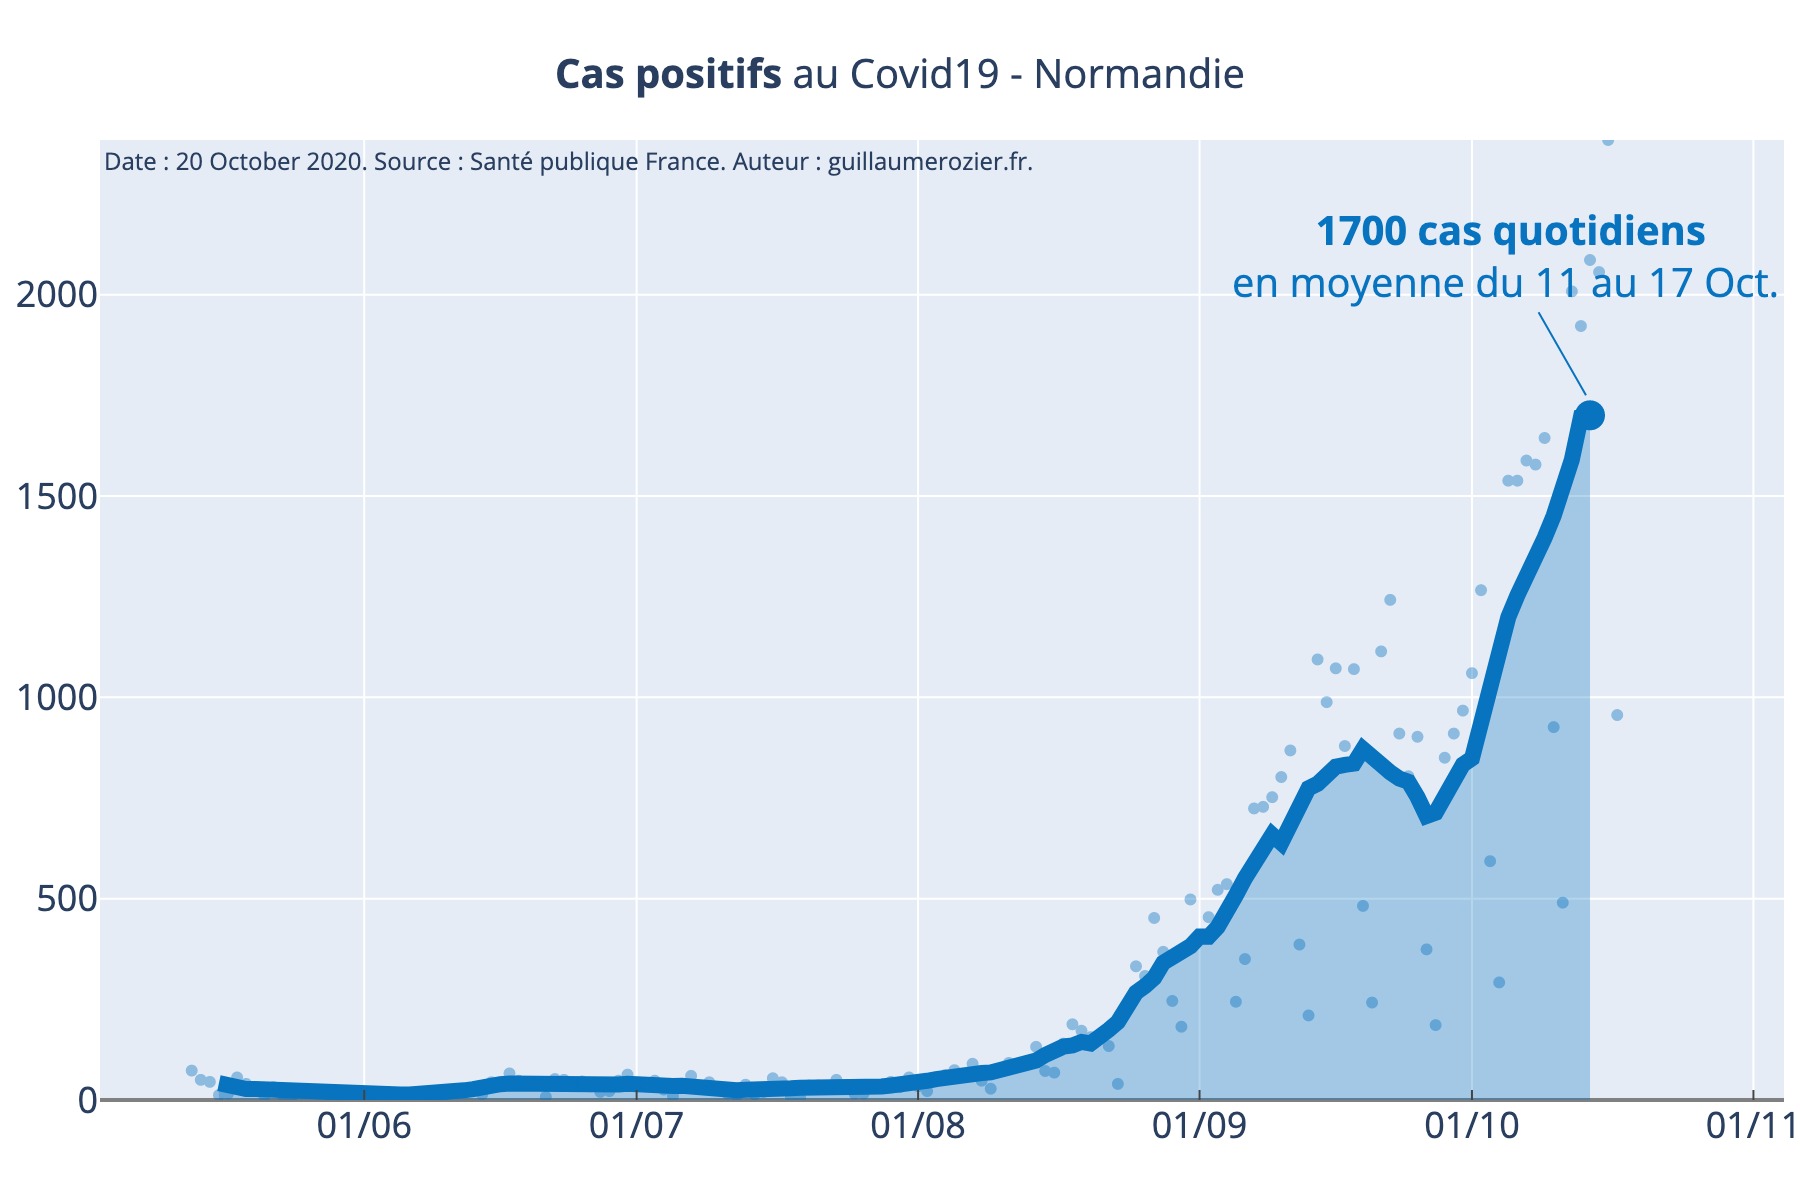 Cas positifs au Covid19 - Normandie
Date : 20 October 2020. Source : Santé publique France. Auteur : guillaumerozier.fr.
1700 cas quotidiens
en moyenne du 11 au 17 Oct.
2000
1500
1000
500
0
01/06 01/07 01/08 01/09 01/10 01/11